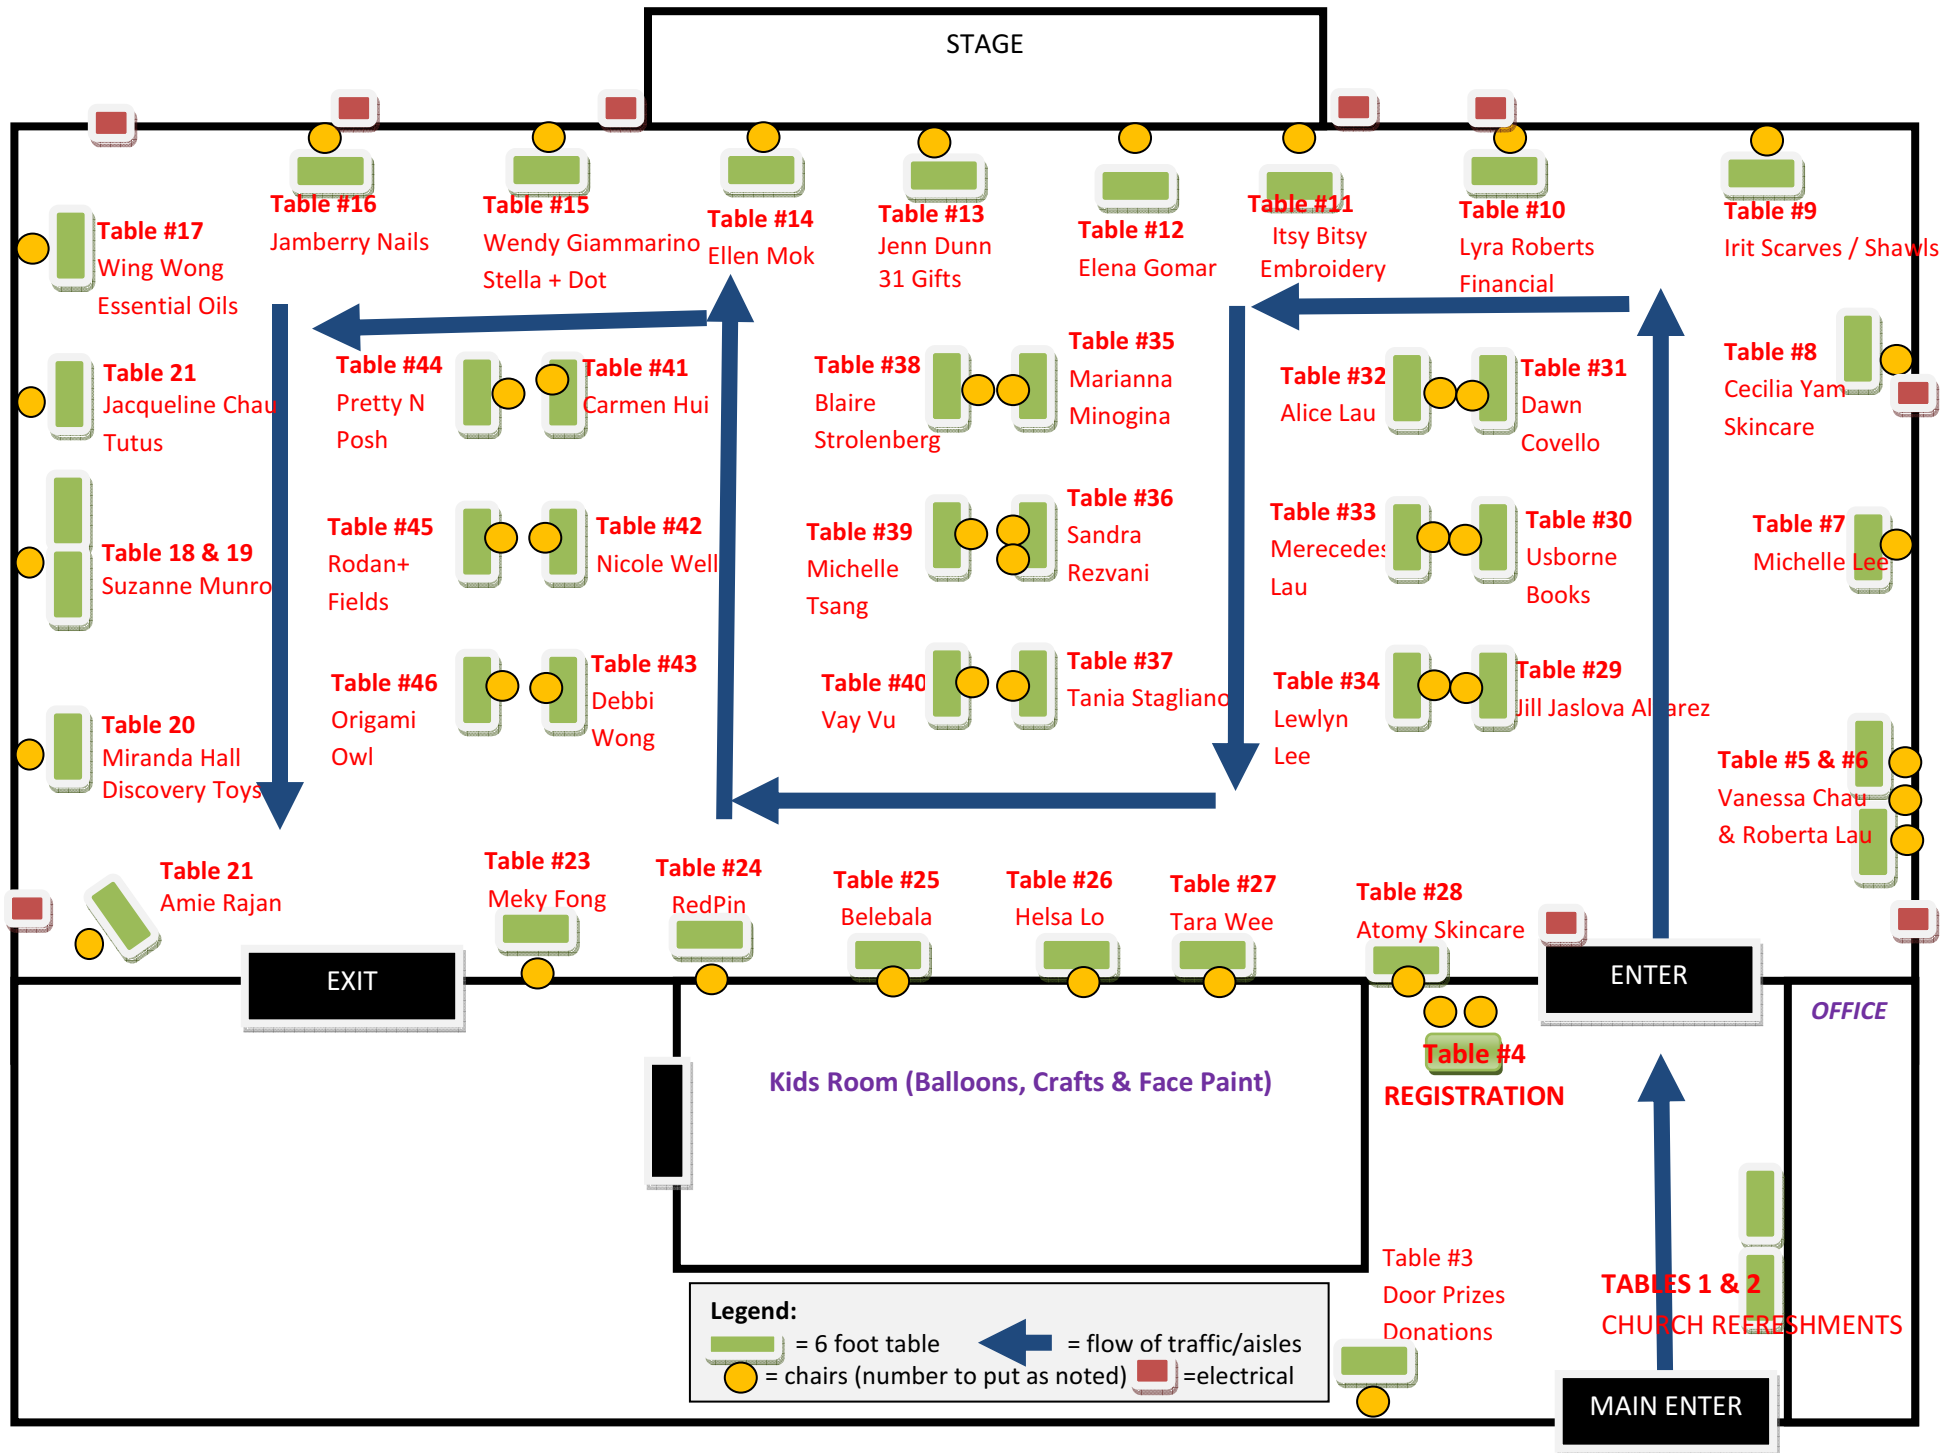 STAGE
Table #16
Jamberry Nails
Table #15
Wendy Giammarino
Stella + Dot
Table #14
Ellen Mok
Table #13
Jenn Dunn
31 Gifts
Table #12
Elena Gomar
Table #11
Itsy Bitsy
Embroidery
Table #10
Lyra Roberts
Financial
Table #9
Irit Scarves / Shawls
Table #17
Wing Wong
Essential Oils
Table 21
Jacqueline Chau
Tutus
Table 18 & 19
Suzanne Munro
Table 20
Miranda Hall
Discovery Toys
Table 21
Amie Rajan
Table #44
Pretty N
Posh
Table #41
Carmen Hui
Table #45
Rodan+
Fields
Table #42
Nicole Well
Table #46
Origami
Owl
Table #43
Debbi
Wong
Table #38
Blaire
Strolenberg
Table #35
Marianna
Minogina
Table #39
Michelle
Tsang
Table #36
Sandra
Rezvani
Table #40
Vay Vu
Table #37
Tania Stagliano
Table #32
Alice Lau
Table #31
Dawn
Covello
Table #33
Merecedes
Lau
Table #30
Usborne
Books
Table #34
Lewlyn
Lee
Table #29
Jill Jaslova Alvarez
Table #8
Cecilia Yam
Skincare
Table #7
Michelle Lee
Table #5 & #6
Vanessa Chau
& Roberta Lau
Table #23
Meky Fong
Table #24
RedPin
Table #25
Belebala
Table #26
Helsa Lo
Table #27
Tara Wee
Table #28
Atomy Skincare
EXIT
ENTER
OFFICE
Table #4
REGISTRATION
Kids Room (Balloons, Crafts & Face Paint)
Table #3
Door Prizes
Donations
TABLES 1 & 2
CHURCH REFRESHMENTS
MAIN ENTER
Legend:
= 6 foot table
= flow of traffic/aisles
= chairs (number to put as noted)
=electrical